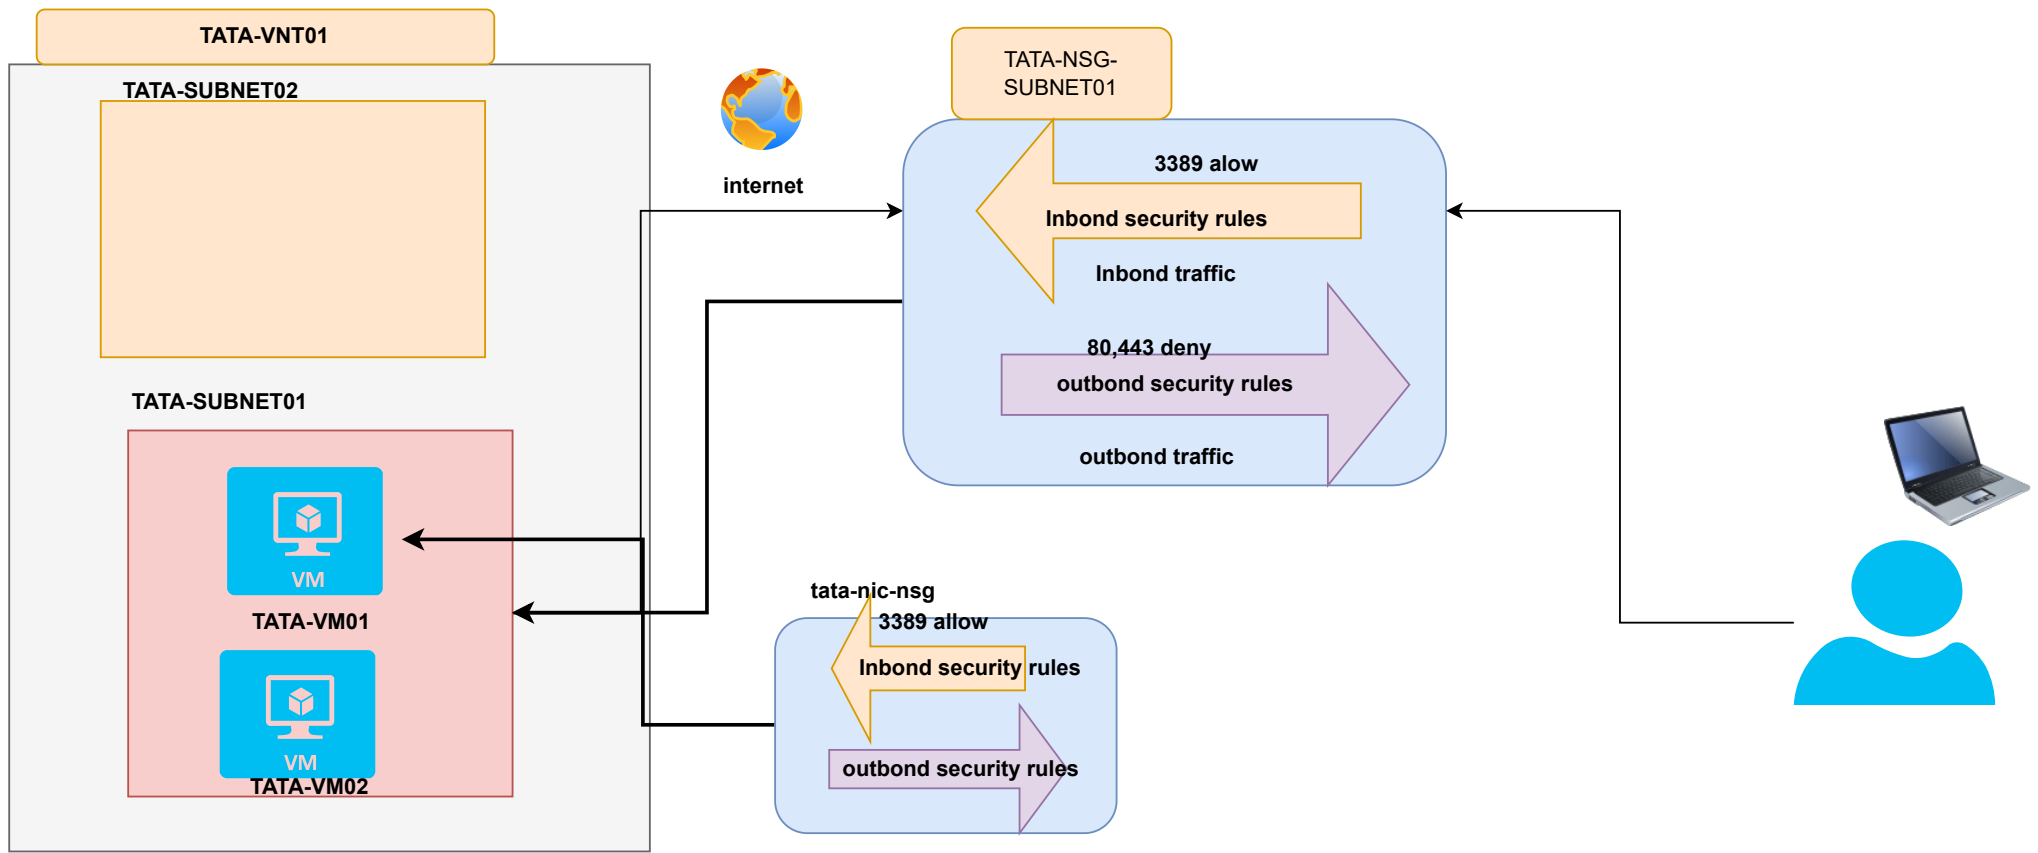 TATA-VNT01
TATA-SUBNET02
TATA-SUBNET01
VM
TATA-VM01
VM
TATA-VM02
internet
TATA-NSG-
SUBNET01
3389 alow
Inbond security rules
Inbond traffic
80,443 deny
outbond security rules
outbond traffic
tata-nic-nsg
3389 allow
Inbond security rules
outbond security rules